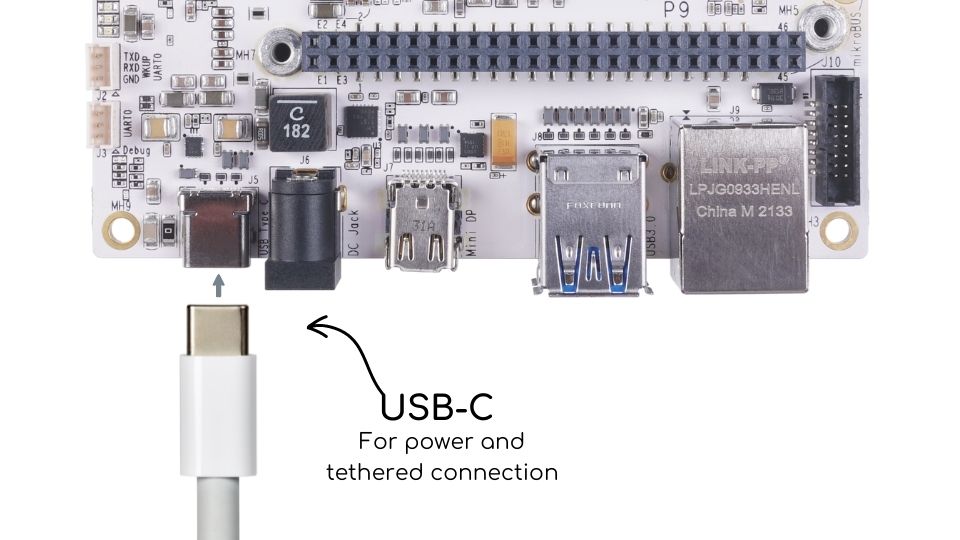 P9
MH5
46
mikroBUS
E2 E4
MH7
E1 E3
45
J10
TXD
RXD
GND
WKUP
UART0
J2
UART0
J3
Debug
C
182
J6
J7
J8
J9
J5
MH9
USB Type C
DC Jack
31A
Mini DP
FOXCONN
USB3.0
LINK-PP®
LPJG0933HENL
China M 2133
USB-C
For power and
tethered connection